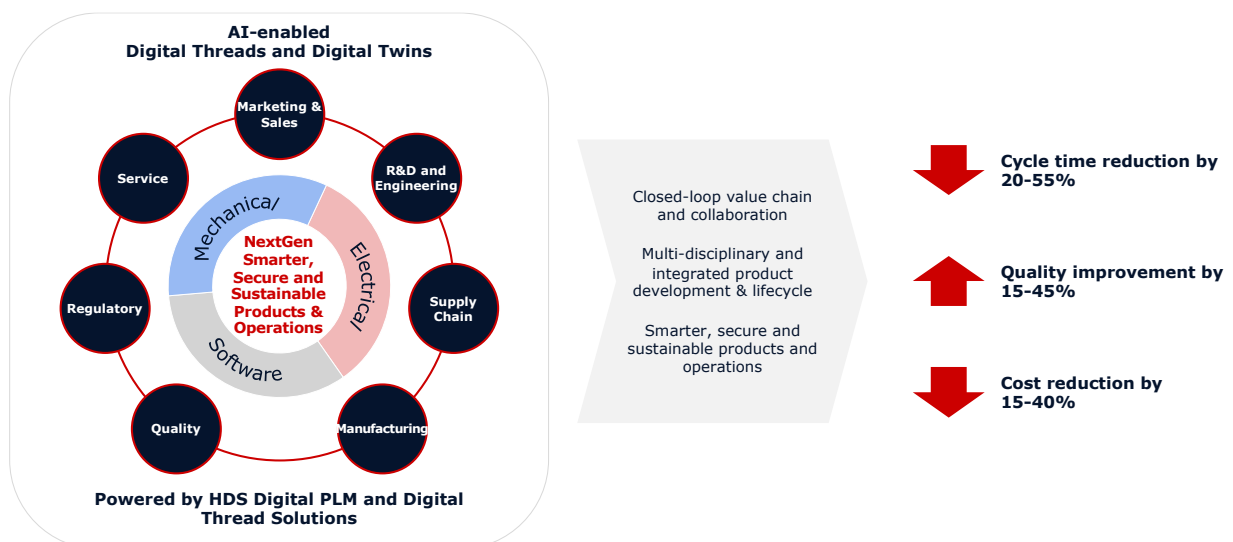 AI-enabled
Digital Threads and Digital Twins
Marketing &
Sales
R&D and
Engineering
Supply
Chain
Manufacturing
Quality
Regulatory
Service
Mechanical/
Electrical/
Software
NextGen
Smarter,
Secure and
Sustainable
Products &
Operations
Powered by HDS Digital PLM and Digital
Thread Solutions
Closed-loop value chain
and collaboration
Multi-disciplinary and
integrated product
development & lifecycle
Smarter, secure and
sustainable products and
operations
Cycle time reduction by
20-55%
Quality improvement by
15-45%
Cost reduction by
15-40%